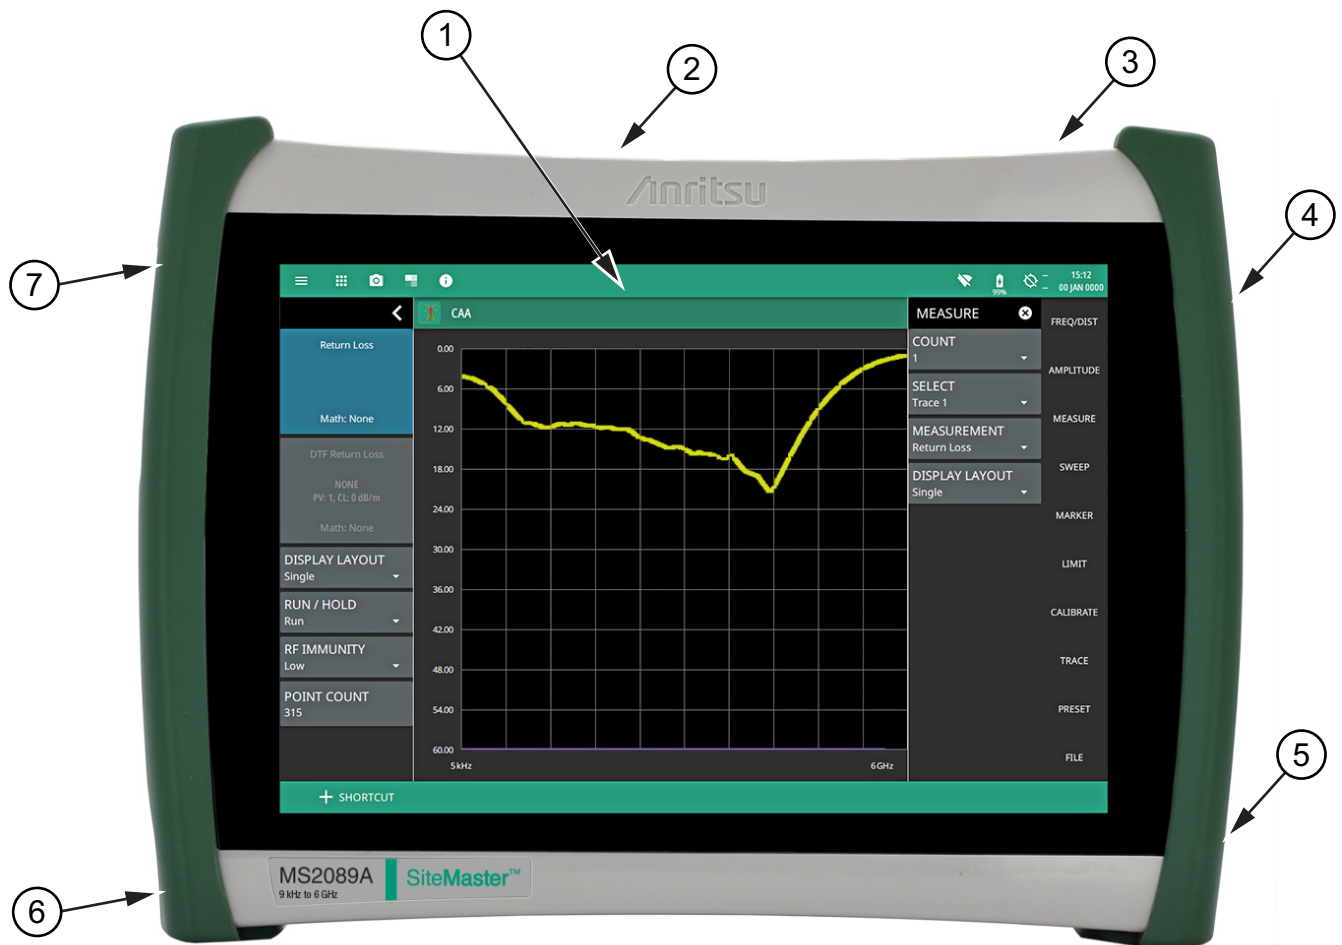 1
2
3
4
5
6
7
Anritsu
99%
15:12
00 JAN 0000
CAA
Return Loss
Math: None
DTF Return Loss
NONE
PV: 1, CL: 0 dB/m
Math: None
DISPLAY LAYOUT
Single
RUN / HOLD
Run
RF IMMUNITY
Low
POINT COUNT
315
0.00
6.00
12.00
18.00
24.00
30.00
36.00
42.00
48.00
54.00
60.00
5 kHz
6 GHz
MEASURE
COUNT
1
SELECT
Trace 1
MEASUREMENT
Return Loss
DISPLAY LAYOUT
Single
FREQ/DIST
AMPLITUDE
MEASURE
SWEEP
MARKER
LIMIT
CALIBRATE
TRACE
PRESET
FILE
+ SHORTCUT
MS2089A
9 kHz to 6 GHz
SiteMaster™